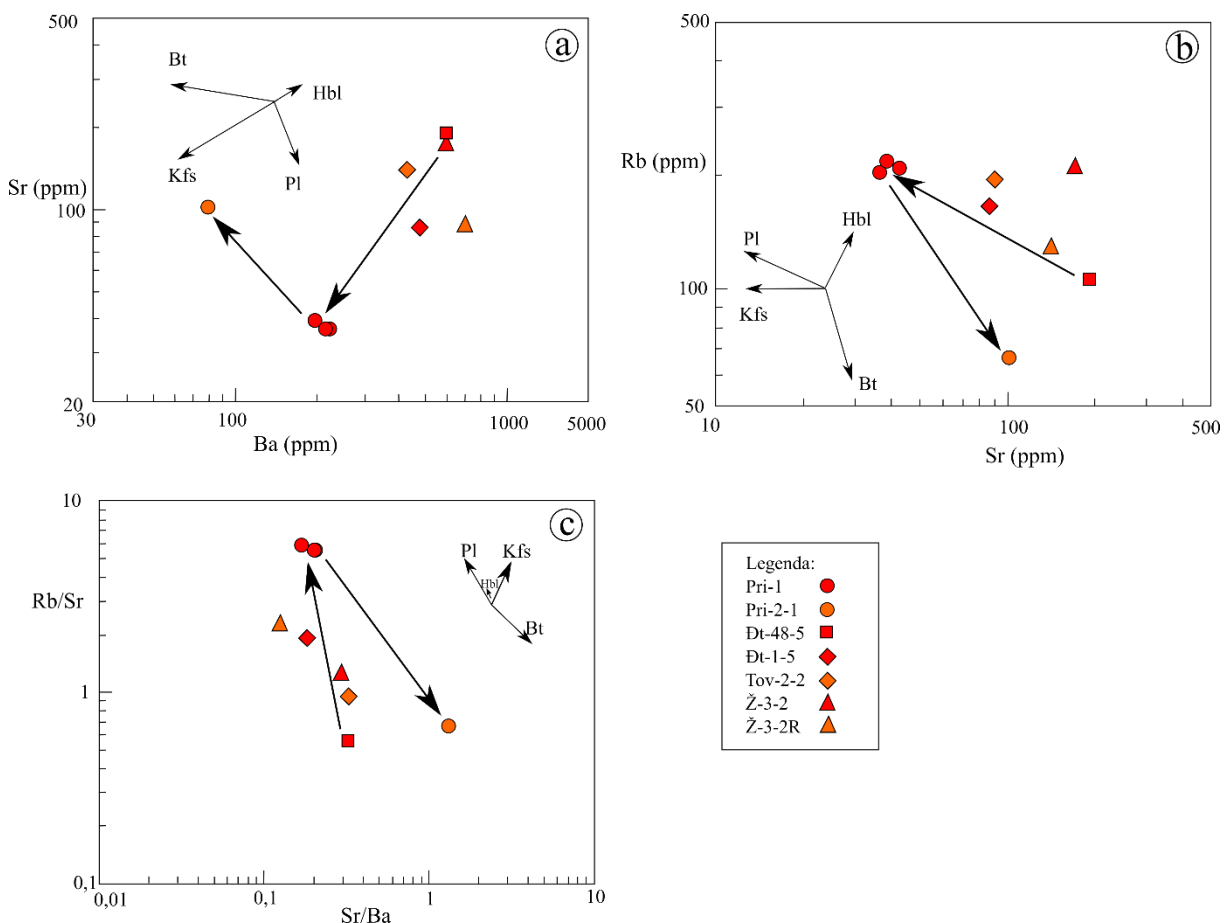 500
a
Bt
Hbl
Kfs
Pl
Sr (ppm)
100
20
30
100
1000
5000
Ba (ppm)
500
b
Rb (ppm)
Hbl
Pl
100
Kfs
Bt
50
10
100
500
Sr (ppm)
10
c
Pl
Kfs
Hbl
Bt
Rb/Sr
1
0,1
0,01
0,1
1
10
Sr/Ba
Legenda:
Pri-1
Pri-2-1
Đt-48-5
Đt-1-5
Tov-2-2
Ž-3-2
Ž-3-2R